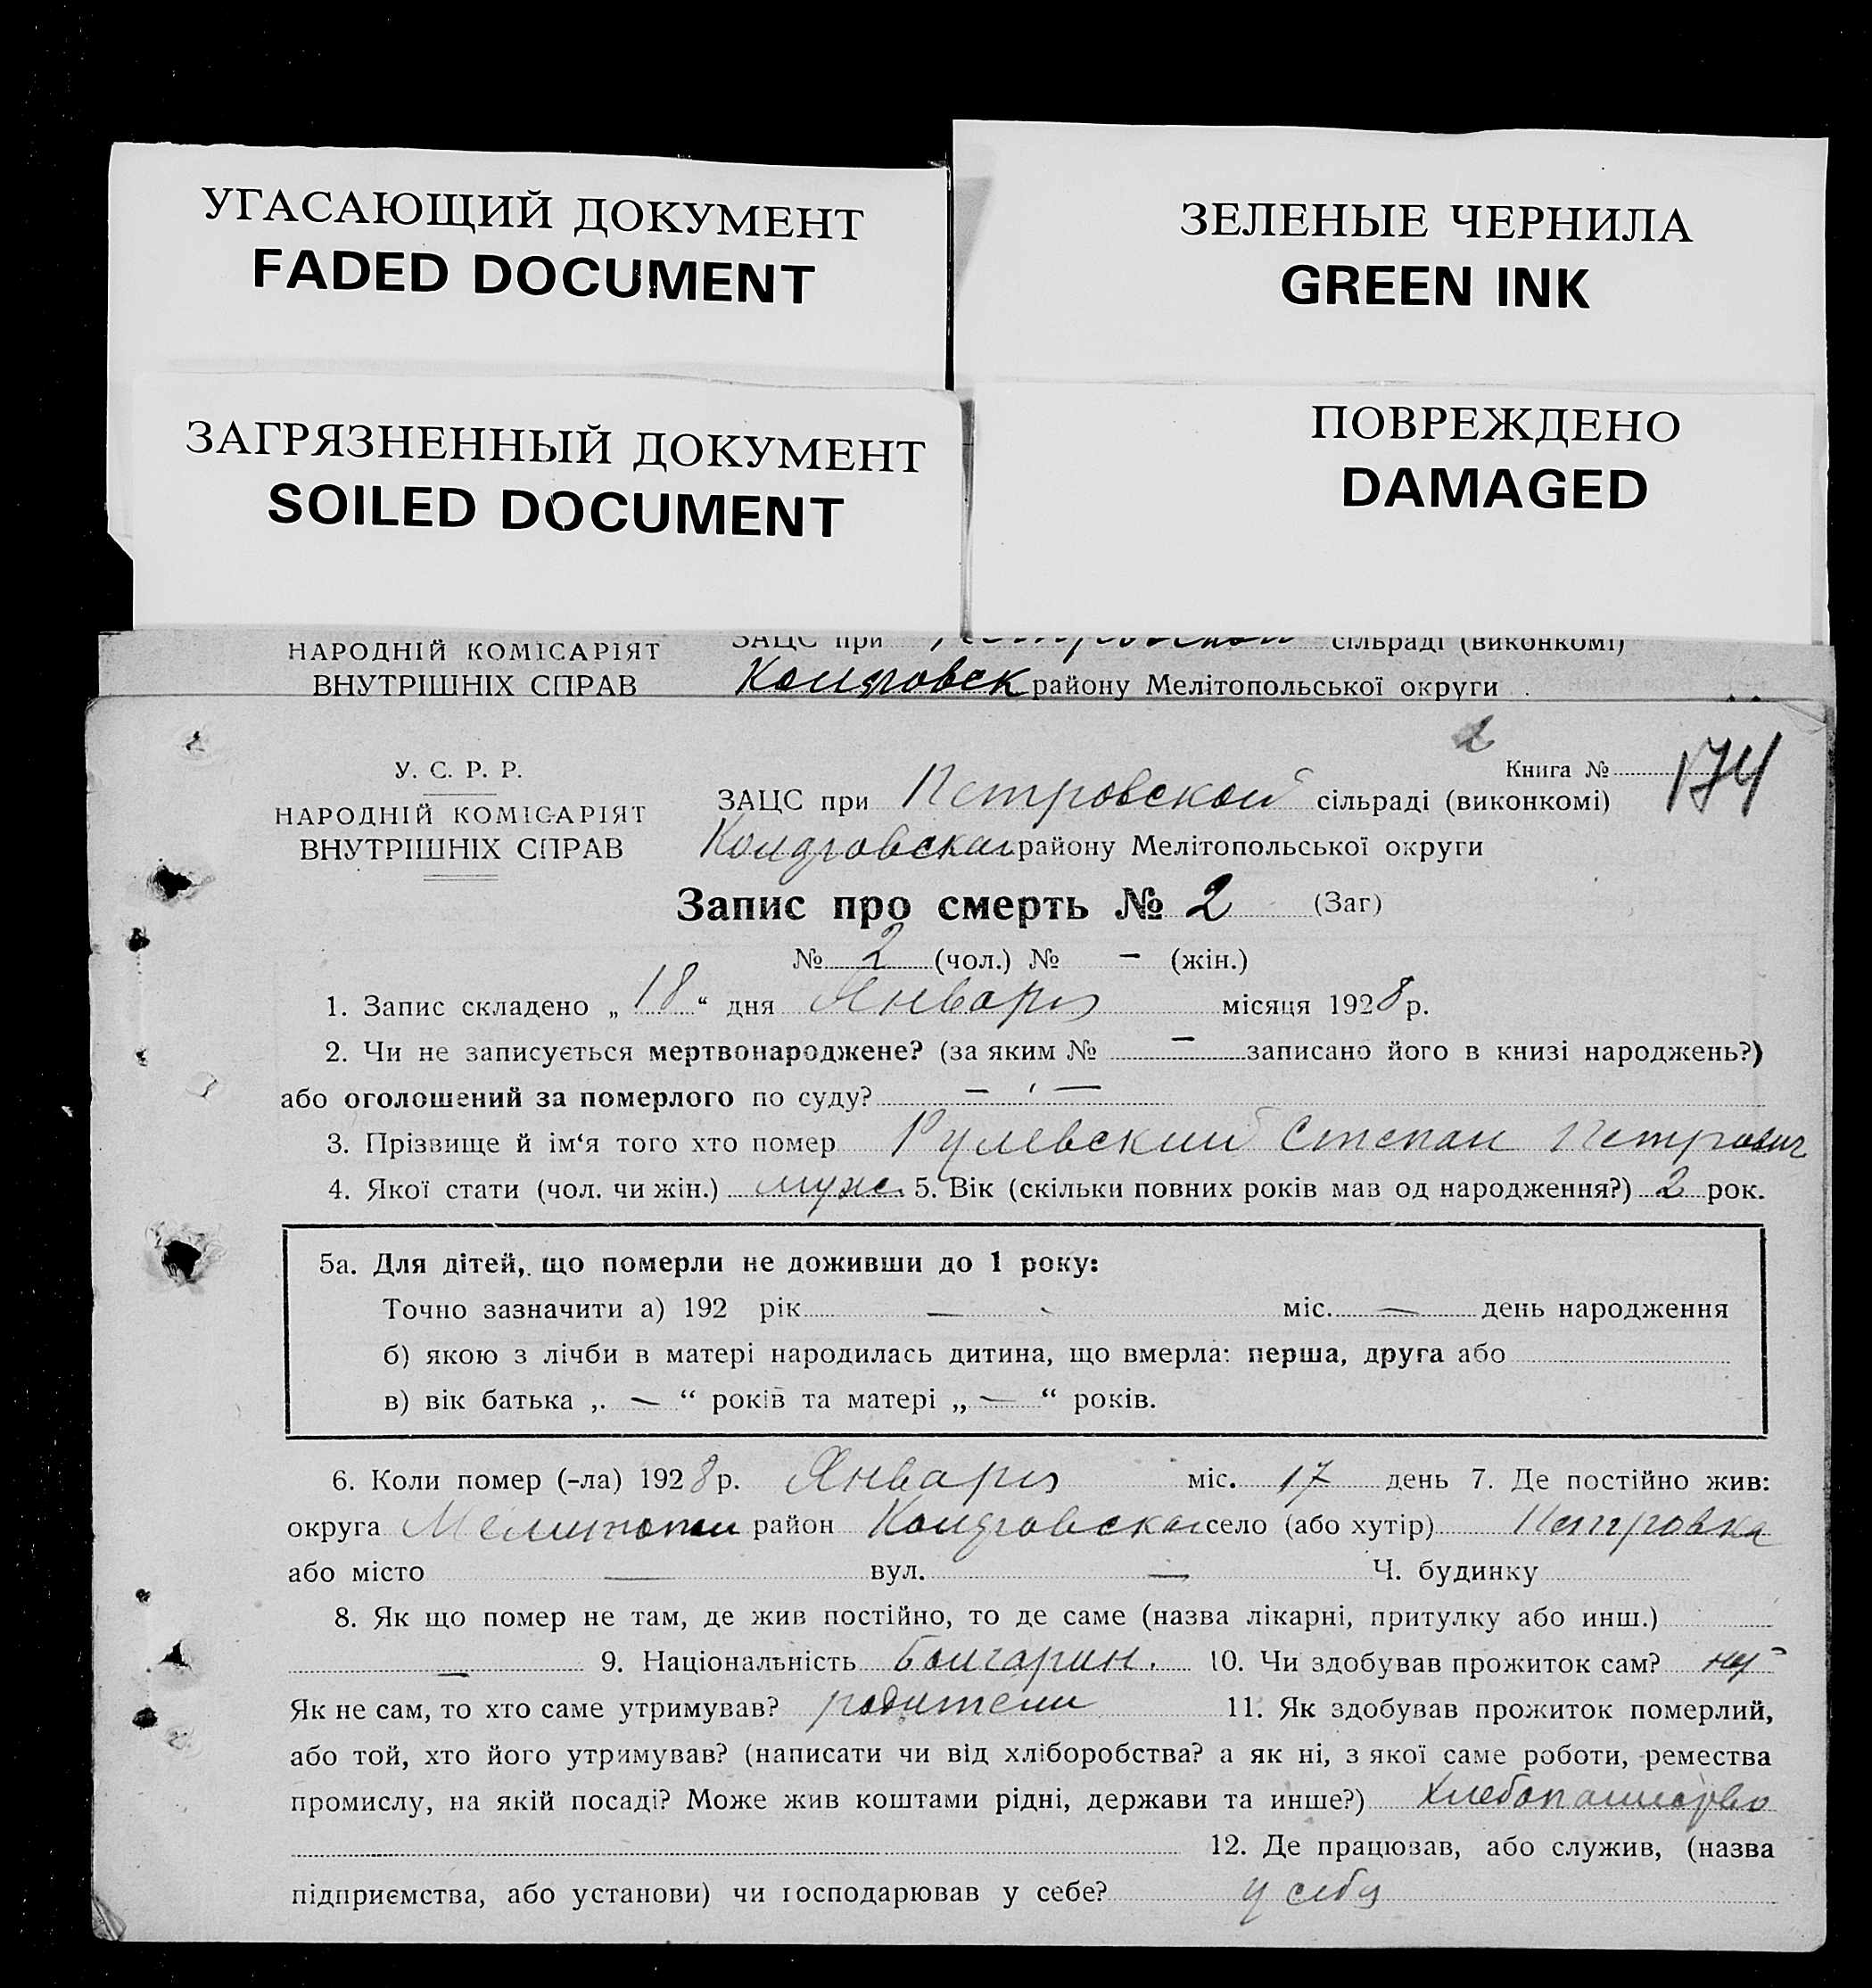 УГАСАЮЩИЙ ДОКУМЕНТ
FADED DOCUMENT
ЗЕЛЕНЫЕ ЧЕРНИЛА
GREEN INK
ЗАГРЯЗНЕННЫЙ ДОКУМЕНТ
SOILED DOCUMENT
ПОВРЕЖДЕНО
DAMAGED
НАРОДНІЙ КОМІСАРІЯТ
ВНУТРІШНІХ СПРАВ
ЗАЦС при Петровской сільраді (виконкомі)
району Мелітопольської округи
2
174
У. С. Р. Р.
НАРОДНІЙ КОМІСАРІЯТ
ВНУТРІШНІХ СПРАВ
Книга №
ЗАЦС при Петровской сільраді (виконкомі)
району Мелітопольської округи
Запис про смерть № 2 (Заг)
№ 2 (чол.) № — (жін.)
1. Запис складено „ 18 “ дня Января місяця 1928 р.
2. Чи не записується мертвонароджене? (за яким № — записано його в книзі народжень?)
або оголошений за померлого по суду? — —
3. Прізвище й ім‘я того хто помер Рулевский Степан Петрович
4. Якої стати (чол. чи жін.) муж. 5. Вік (скільки повних років мав од народження?) 2 рок.
5а. Для дітей, що померли не доживши до 1 року:
Точно зазначити а) 192 рік — міс. — день народження
б) якою з лічби в матері народилась дитина, що вмерла: перша, друга або
в) вік батька „ — “ років та матері „ — “ років.
6. Коли помер (-ла) 1928 р. Января міс. 17 день 7. Де постійно жив:
округа район село (або хутір) Петровка
або місто — вул. — Ч. будинку
8. Як що помер не там, де жив постійно, то де саме (назва лікарні, притулку або инш.)
— 9. Національність Болгарин. 10. Чи здобував прожиток сам?
Як не сам, то хто саме утримував? родители 11. Як здобував прожиток померлий,
або той, хто його утримував? (написати чи від хліборобства? а як ні, з якої саме роботи, ремества
промислу, на якій посаді? Може жив коштами рідні, держави та инше?) хлебопашество
12. Де працював, або служив, (назва
підприємства, або установи) чи господарював у себе? у себя